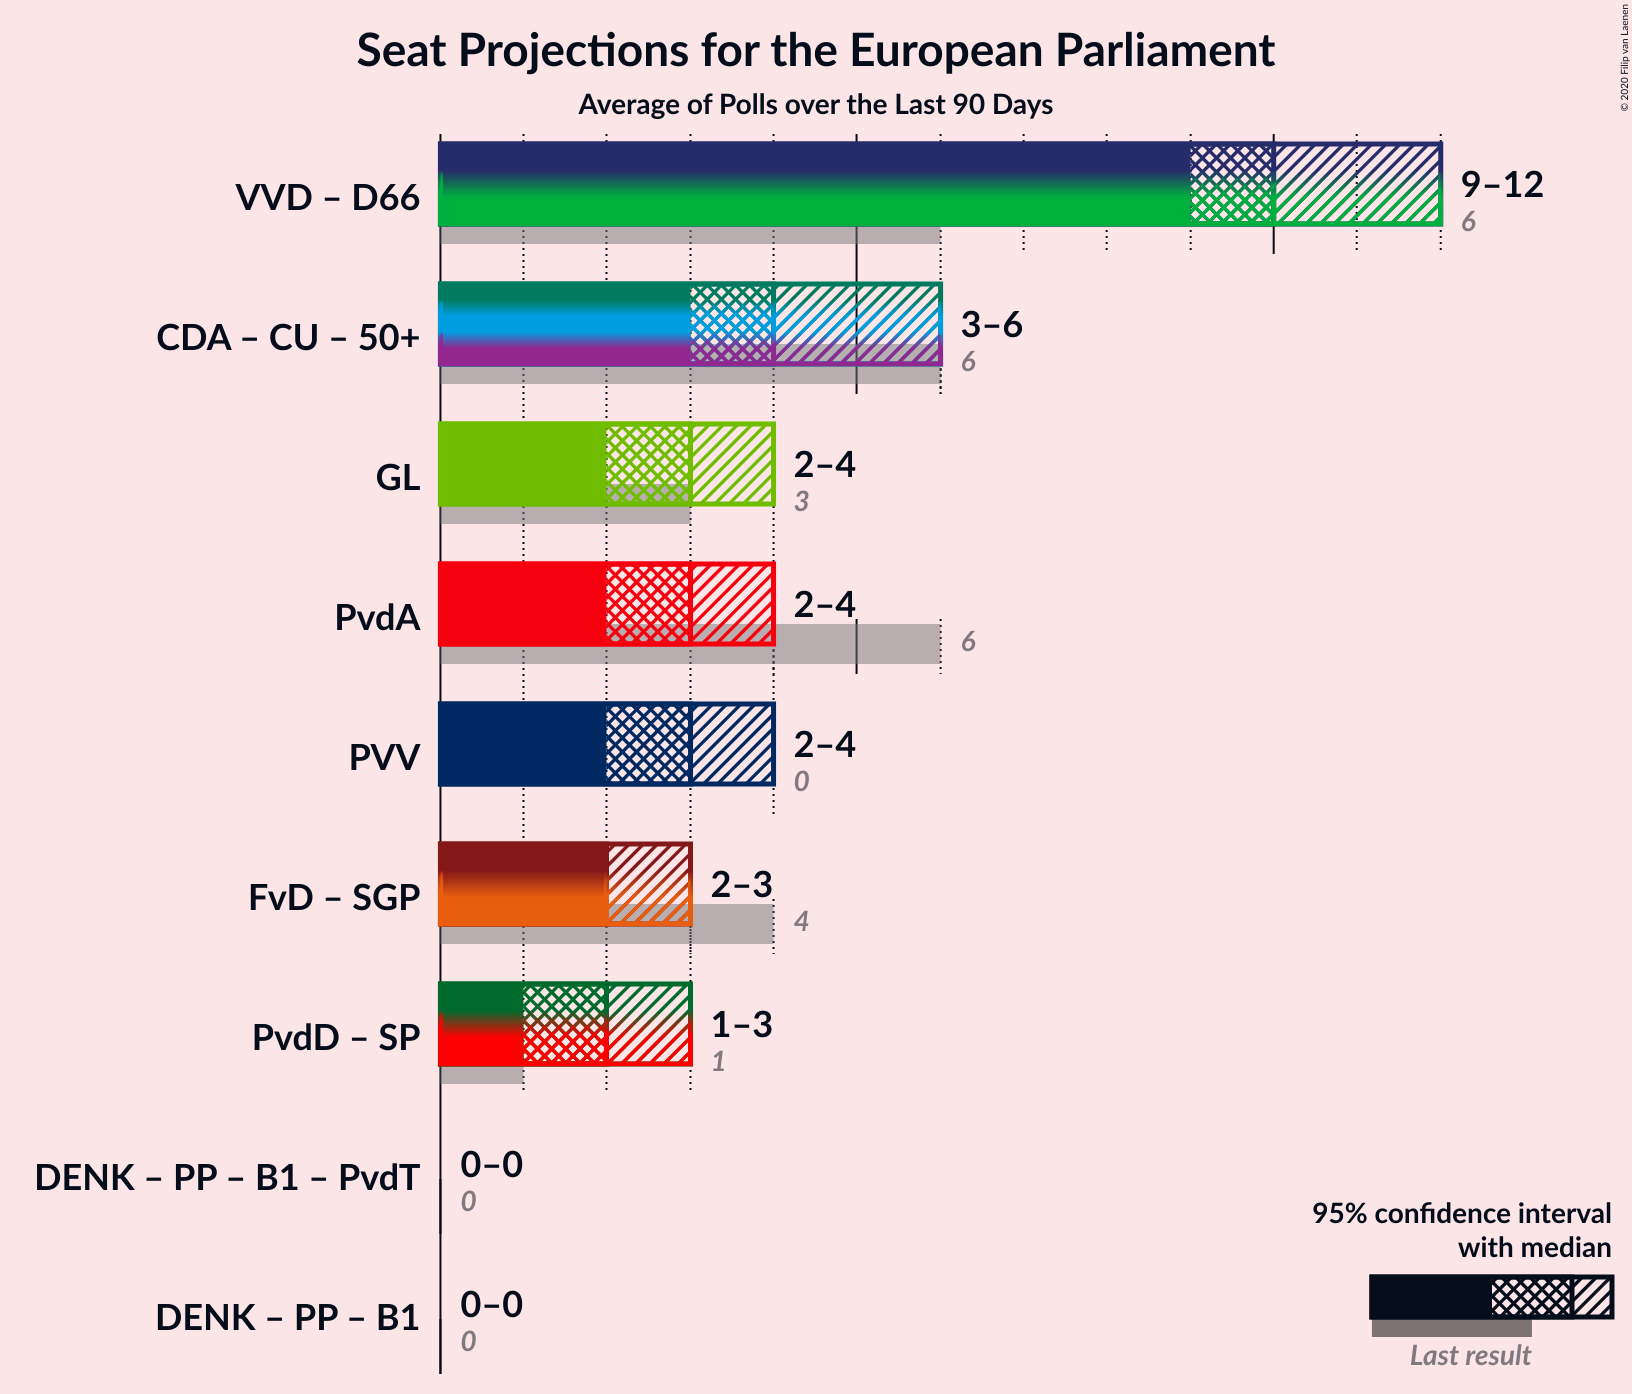 Seat Projections for the European Parliament
Average of Polls over the Last 90 Days
© 2020 Filip van Laenen
VVD – D66
9–12
6
CDA – CU – 50+
3–6
6
GL
2–4
3
PvdA
2–4
6
PVV
2–4
0
FvD – SGP
2–3
4
PvdD – SP
1–3
1
DENK – PP – B1 – PvdT
0–0
0
DENK – PP – B1
0–0
0
95% confidence interval
with median
Last result